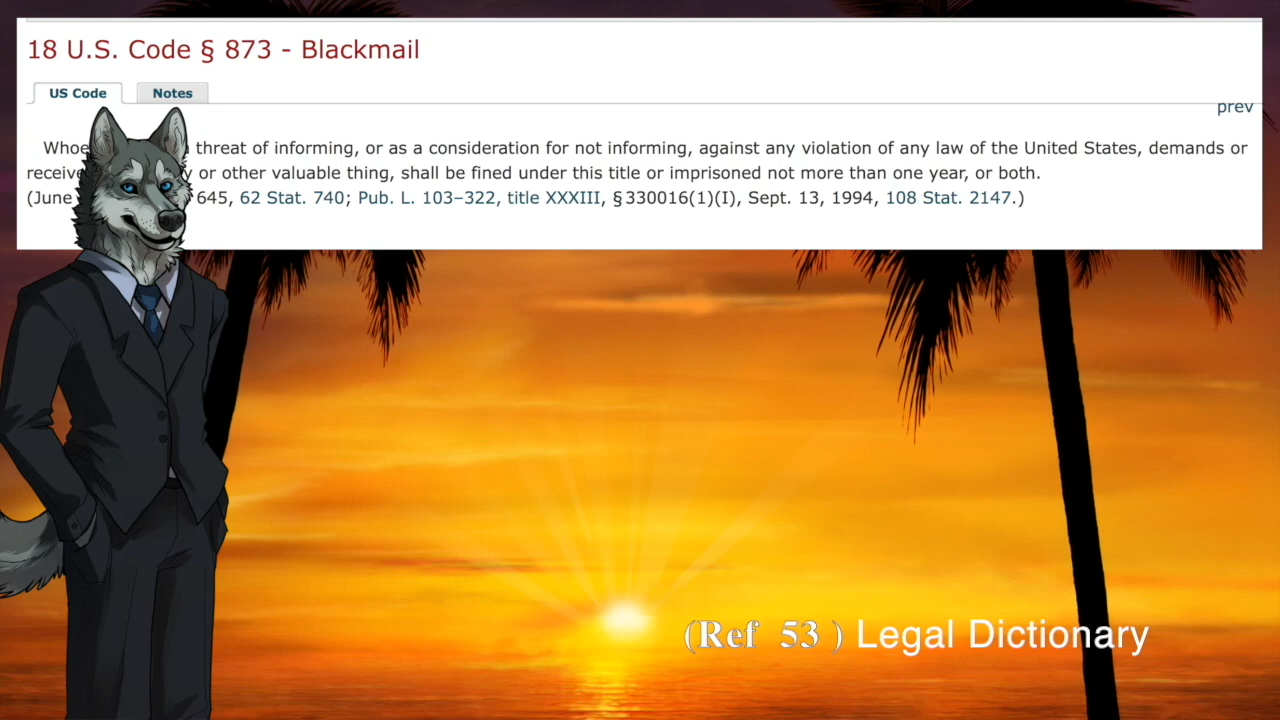 18 U.S. Code § 873 - Blackmail
US Code
Notes
prev
threat of informing, or as a consideration for not informing, against any violation of any law of the United States, demands or
or other valuable thing, shall be fined under this title or imprisoned not more than one year, or both.
(June 645, 62 Stat. 740; Pub. L. 103–322, title XXXIII, § 330016(1)(I), Sept. 13, 1994, 108 Stat. 2147.)
(Ref 53 ) Legal Dictionary